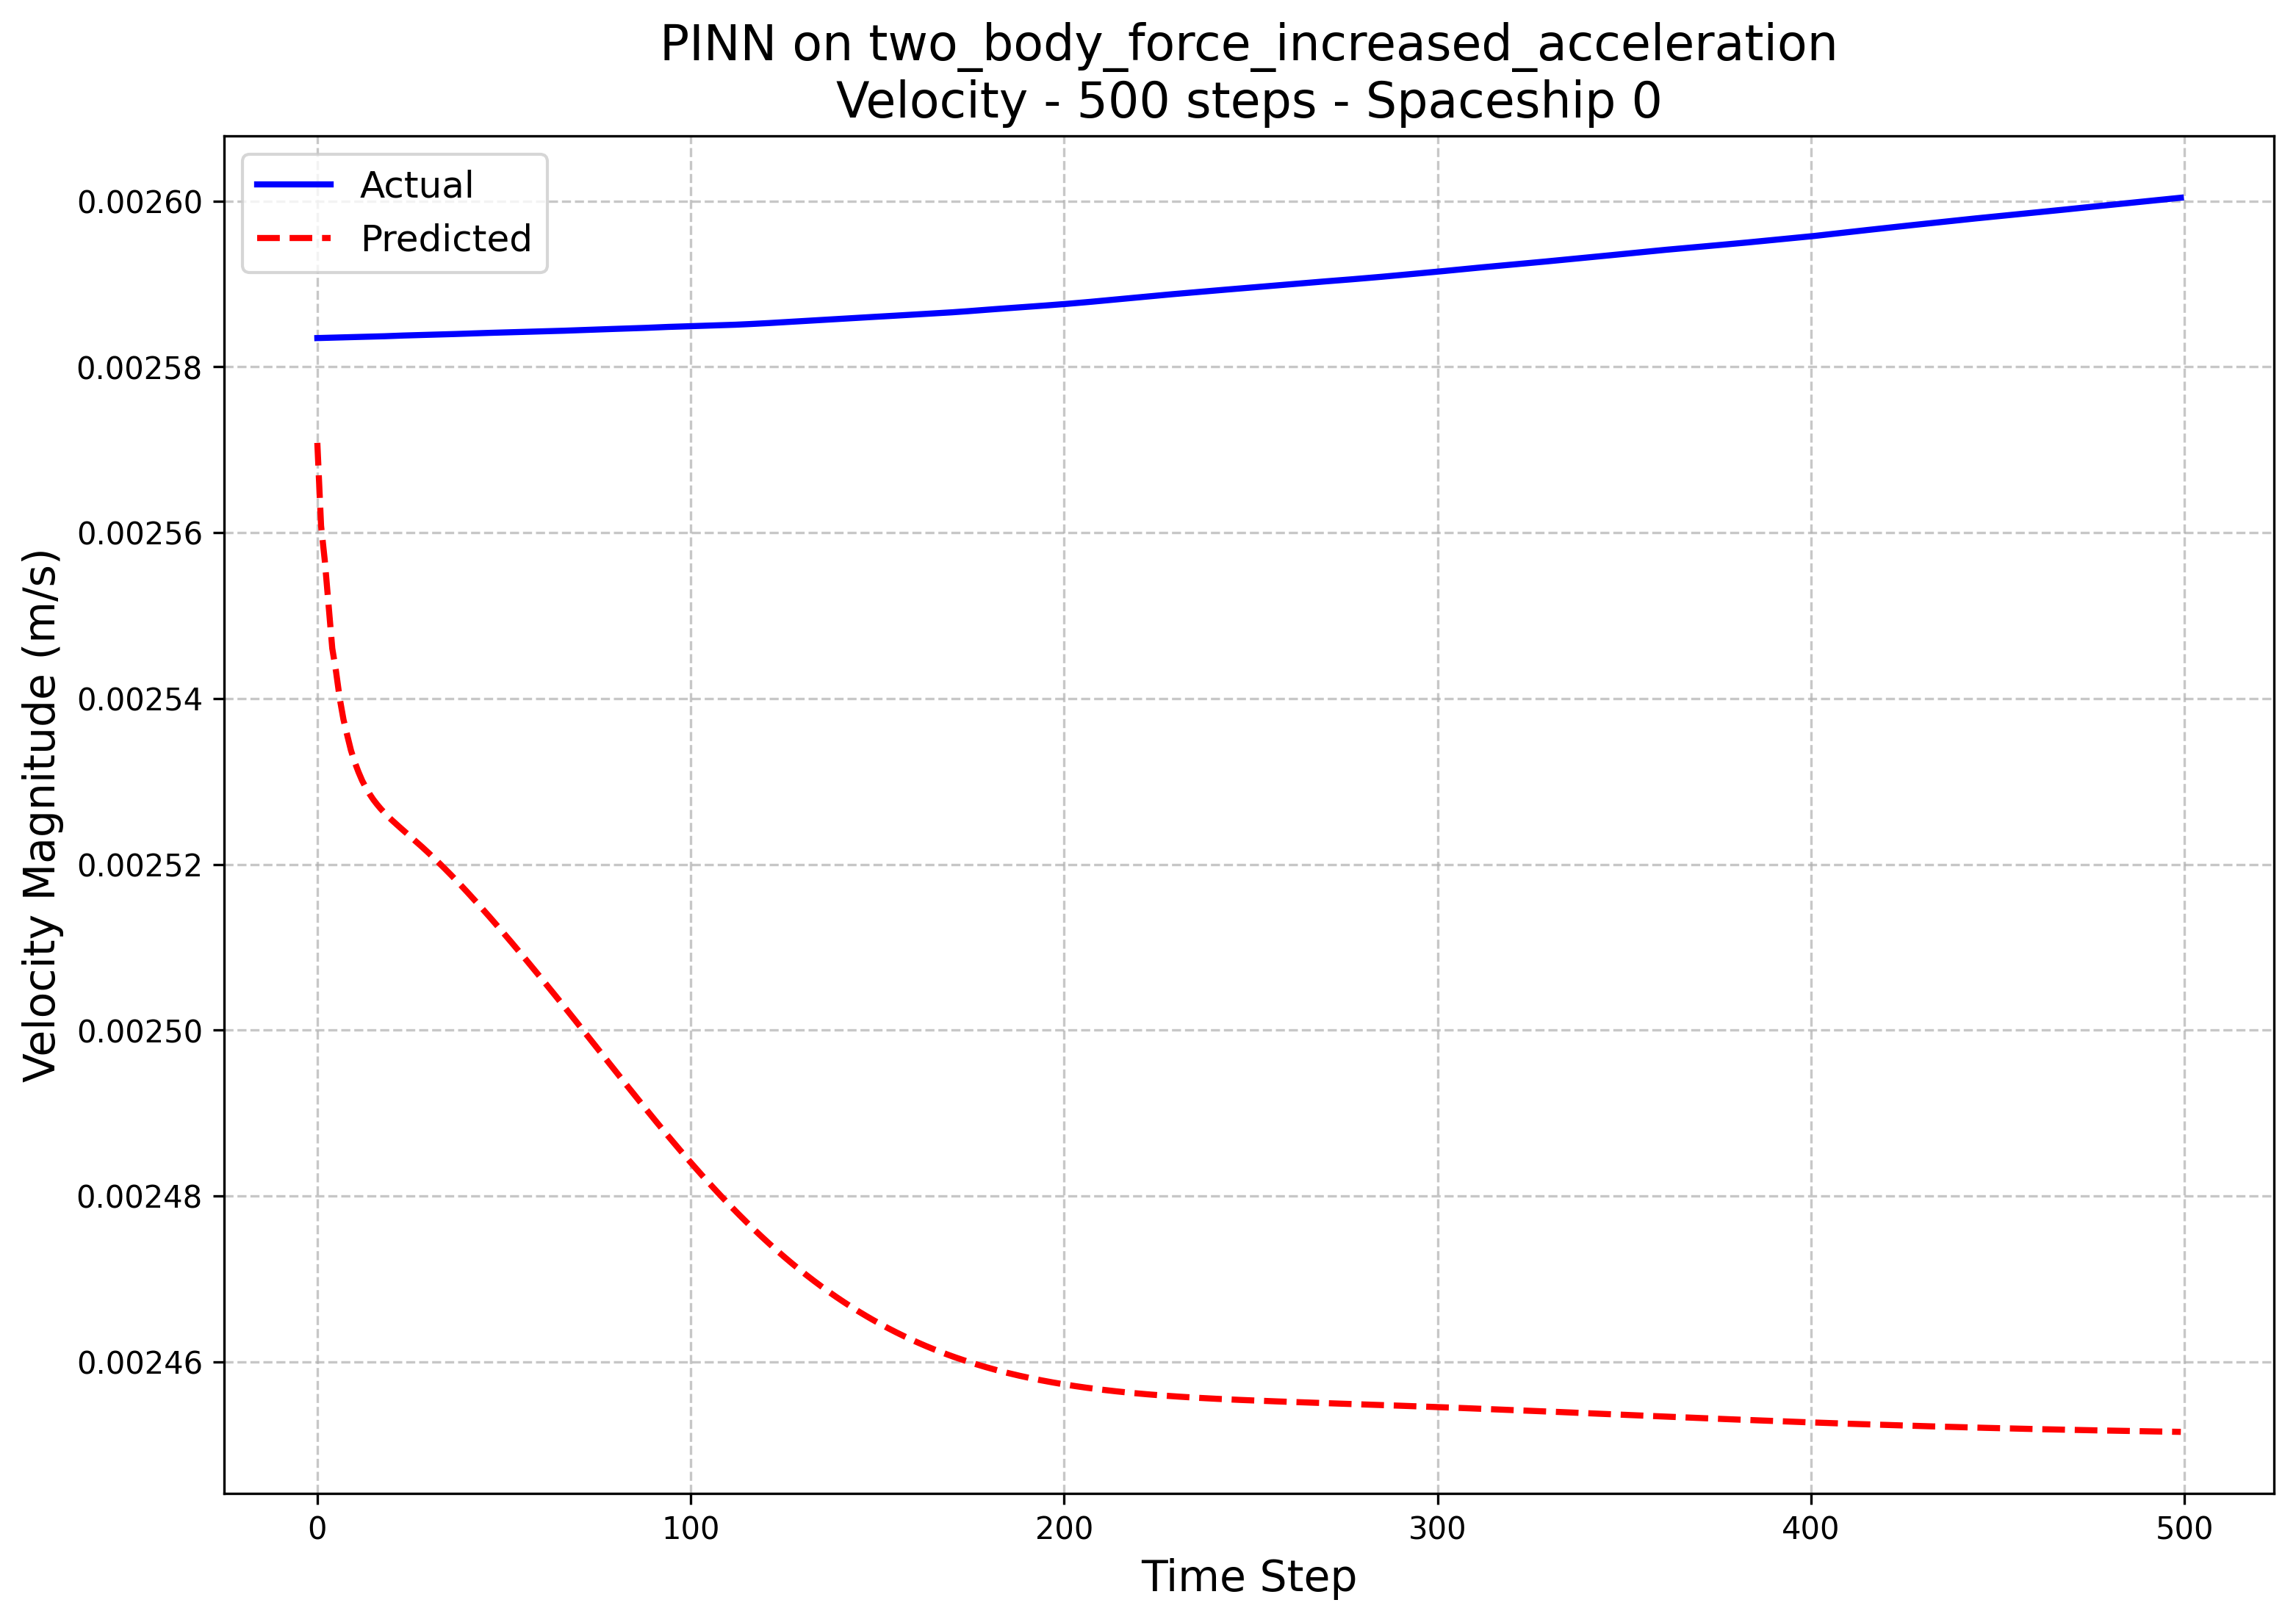 PINN on two_body_force_increased_acceleration
Velocity - 500 steps - Spaceship 0
Actual
Predicted
Velocity Magnitude (m/s)
0.00260
0.00258
0.00256
0.00254
0.00252
0.00250
0.00248
0.00246
0 100 200 300 400 500
Time Step